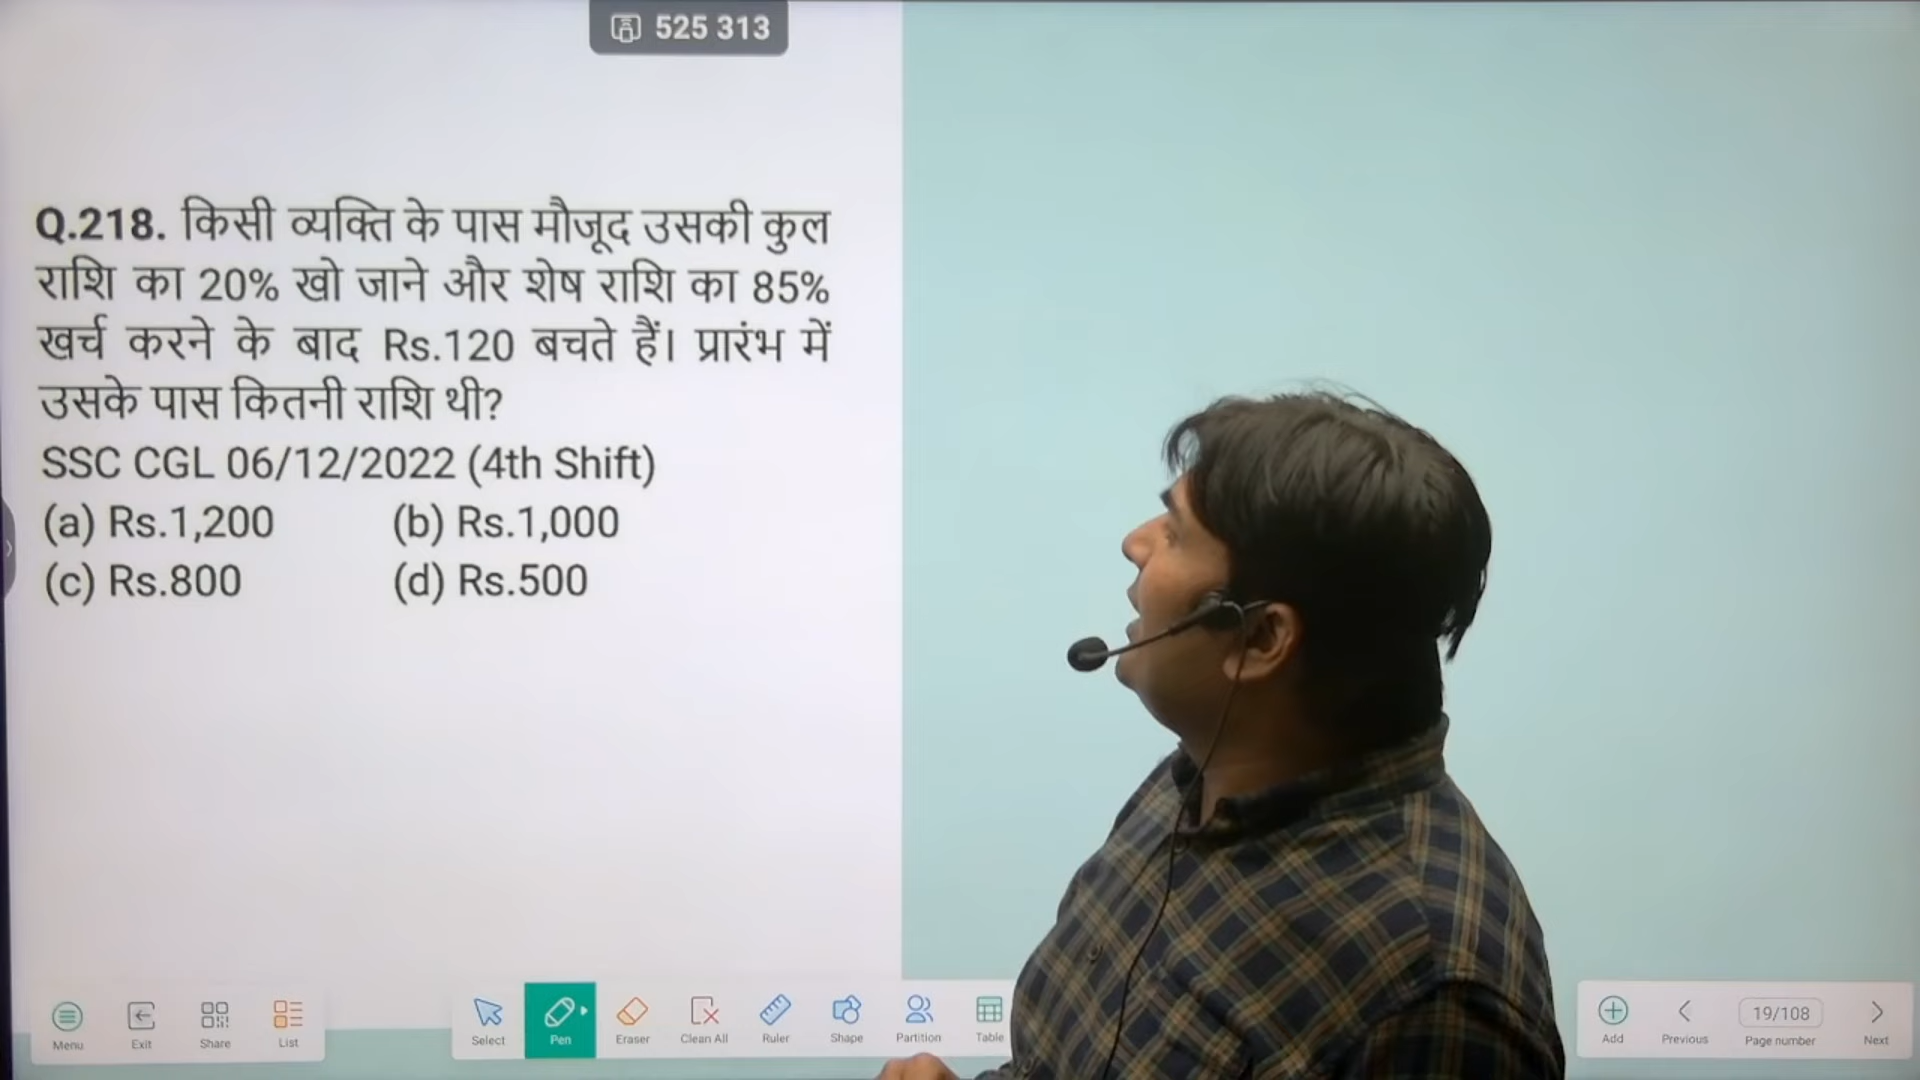 525 313
Q.218. किसी व्यक्ति के पास मौजूद उसकी कुल
राशि का 20% खो जाने और शेष राशि का 85%
खर्च करने के बाद Rs.120 बचते हैं। प्रारंभ में
उसके पास कितनी राशि थी?
SSC CGL 06/12/2022 (4th Shift)
(a) Rs.1,200 (b) Rs.1,000
(c) Rs.800 (d) Rs.500
Menu Exit Share List Select Pen Eraser Clean All Ruler Shape Partition Table Add Previous 19/108 Page number Next